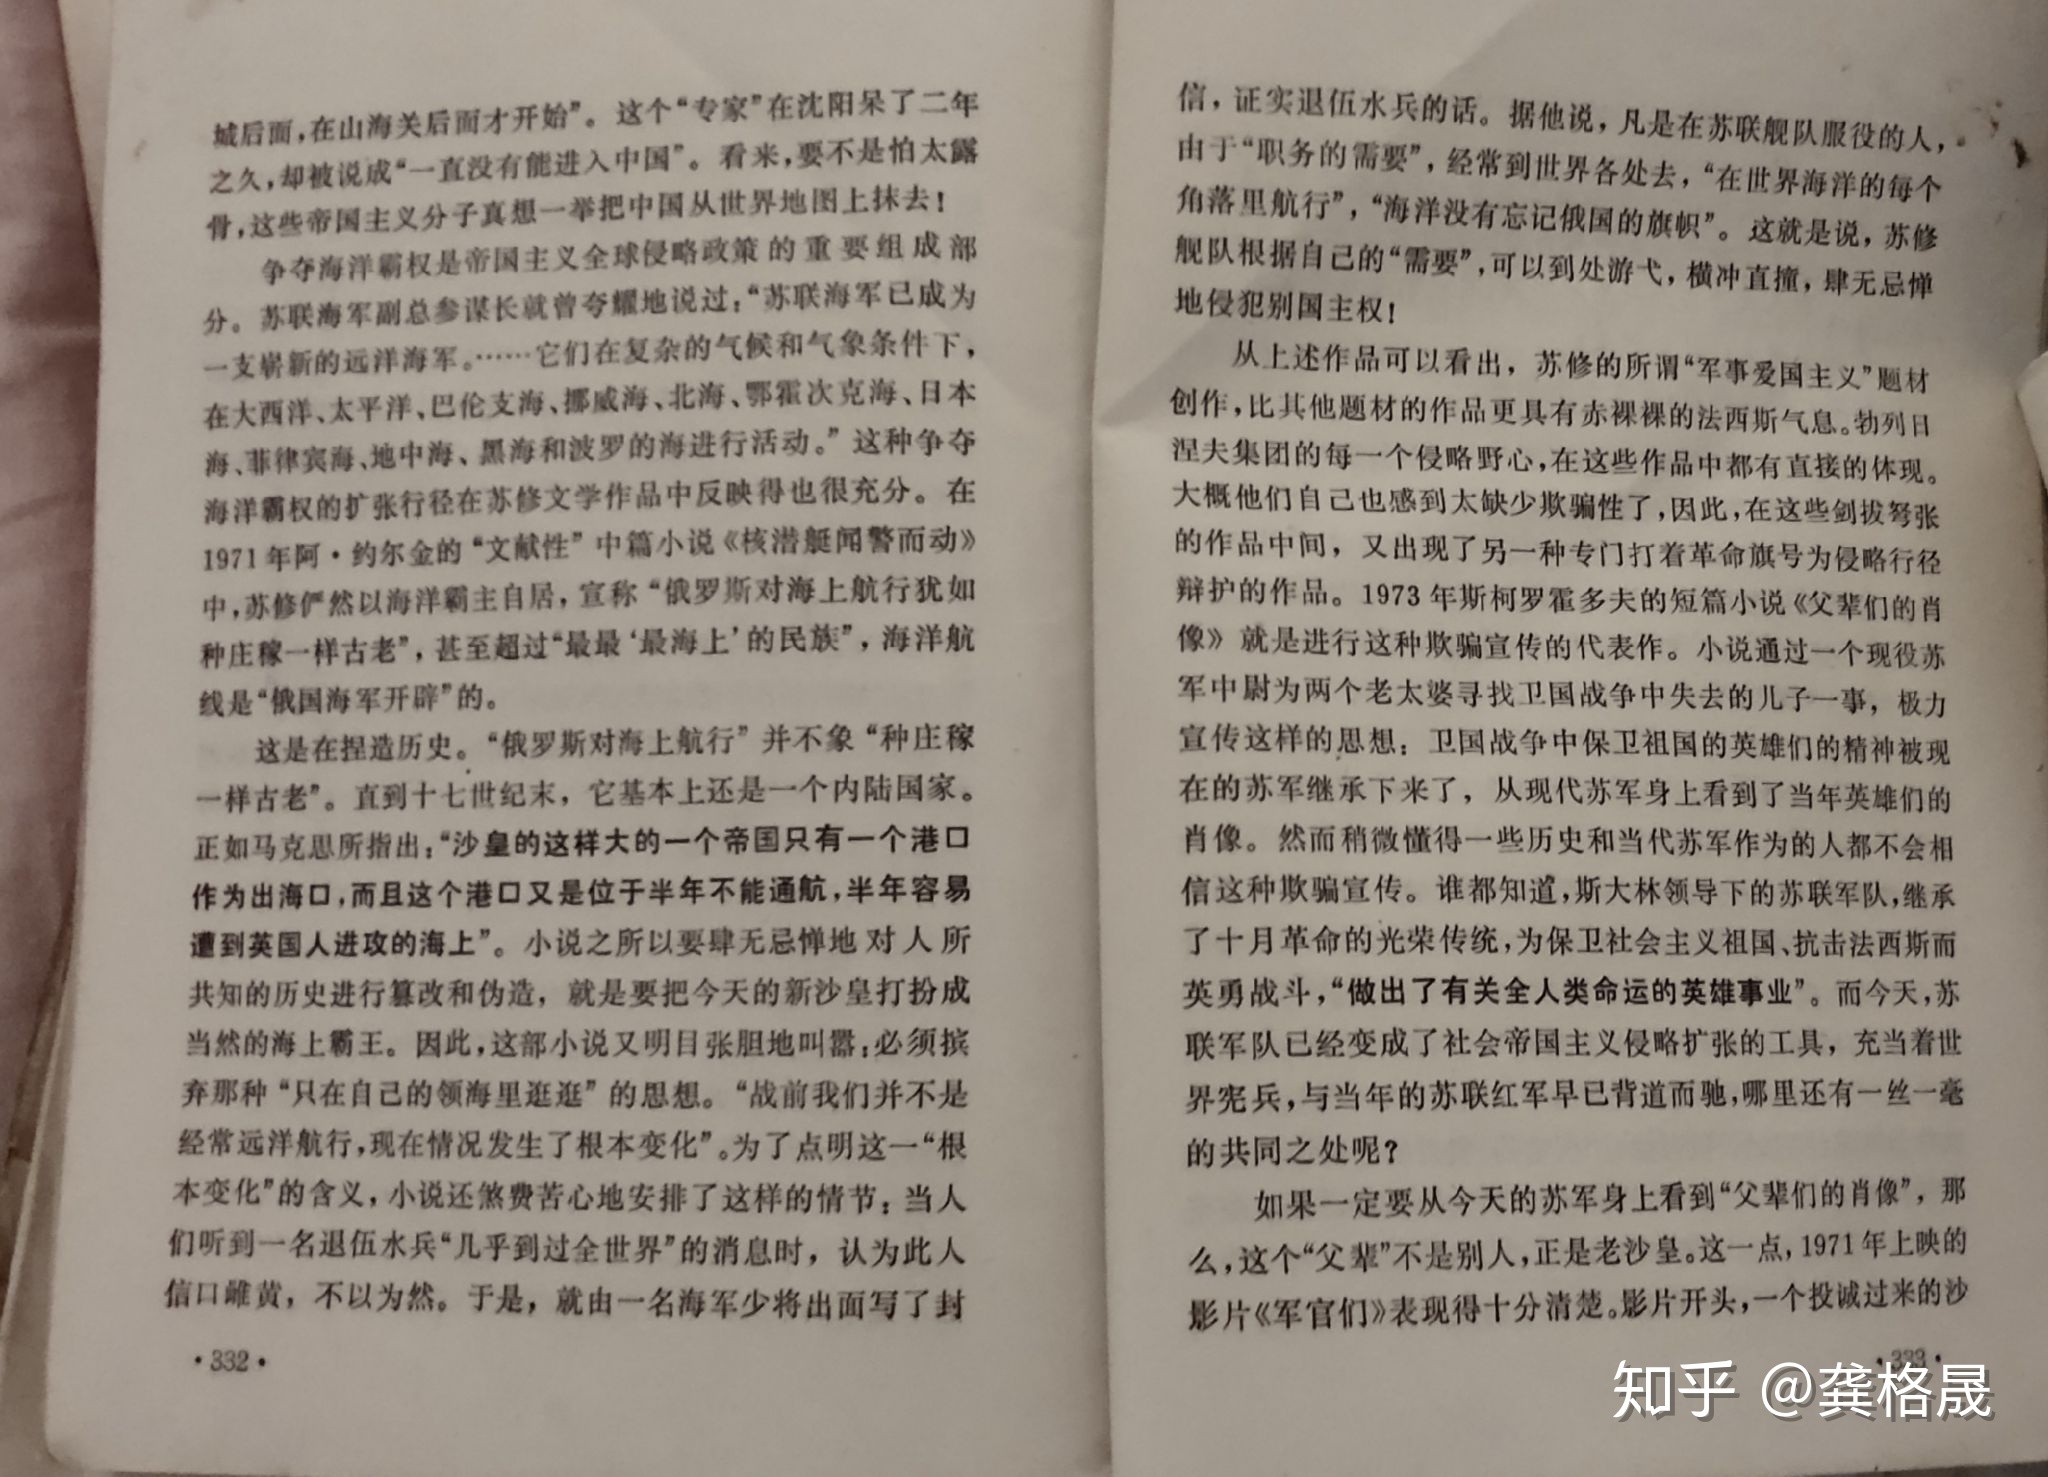 城后面，在山海关后面才开始”。这个“专家”在沈阳呆了二年
之久，却被说成“一直没有能进入中国”。看来，要不是怕太露
骨，这些帝国主义分子真想一举把中国从世界地图上抹去！
争夺海洋霸权是帝国主义全球侵略政策的重要组成部
分。苏联海军副总参谋长就曾夸耀地说过：“苏联海军已成为
一支崭新的远洋海军。……它们在复杂的气候和气象条件下，
在大西洋、太平洋、巴伦支海、挪威海、北海、鄂霍次克海、日本
海、菲律宾海、地中海、黑海和波罗的海进行活动。”这种争夺
海洋霸权的扩张行径在苏修文学作品中反映得也很充分。在
1971年阿·约尔金的“文献性”中篇小说《核潜艇闻警而动》
中，苏修俨然以海洋霸主自居，宣称“俄罗斯对海上航行犹如
种庄稼一样古老”，甚至超过“最最‘最海上’的民族”，海洋航
线是“俄国海军开辟”的。
这是在捏造历史。“俄罗斯对海上航行”并不象“种庄稼
一样古老”。直到十七世纪末，它基本上还是一个内陆国家。
正如马克思所指出：“沙皇的这样大的一个帝国只有一个港口
作为出海口，而且这个港口又是位于半年不能通航，半年容易
遭到英国人进攻的海上”。小说之所以要肆无忌惮地对人所
共知的历史进行篡改和伪造，就是要把今天的新沙皇打扮成
当然的海上霸王。因此，这部小说又明目张胆地叫嚣：必须摈
弃那种“只在自己的领海里逛逛”的思想。“战前我们并不是
经常远洋航行，现在情况发生了根本变化”。为了点明这一“根
本变化”的含义，小说还煞费苦心地安排了这样的情节：当人
们听到一名退伍水兵“几乎到过全世界”的消息时，认为此人
信口雌黄，不以为然。于是，就由一名海军少将出面写了封
·332·
信，证实退伍水兵的话。据他说，凡是在苏联舰队服役的人，
由于“职务的需要”，经常到世界各处去，“在世界海洋的每个
角落里航行”，“海洋没有忘记俄国的旗帜”。这就是说，苏修
舰队根据自己的“需要”，可以到处游弋，横冲直撞，肆无忌惮
地侵犯别国主权！
从上述作品可以看出，苏修的所谓“军事爱国主义”题材
创作，比其他题材的作品更具有赤裸裸的法西斯气息。勃列日
涅夫集团的每一个侵略野心，在这些作品中都有直接的体现。
大概他们自己也感到太缺少欺骗性了，因此，在这些剑拔弩张
的作品中间，又出现了另一种专门打着革命旗号为侵略行径
辩护的作品。1973年斯柯罗霍多夫的短篇小说《父辈们的肖
像》就是进行这种欺骗宣传的代表作。小说通过一个现役苏
军中尉为两个老太婆寻找卫国战争中失去的儿子一事，极力
宣传这样的思想：卫国战争中保卫祖国的英雄们的精神被现
在的苏军继承下来了，从现代苏军身上看到了当年英雄们的
肖像。然而稍微懂得一些历史和当代苏军作为的人都不会相
信这种欺骗宣传。谁都知道，斯大林领导下的苏联军队，继承
了十月革命的光荣传统，为保卫社会主义祖国、抗击法西斯而
英勇战斗，“做出了有关全人类命运的英雄事业”。而今天，苏
联军队已经变成了社会帝国主义侵略扩张的工具，充当着世
界宪兵，与当年的苏联红军早已背道而驰，哪里还有一丝一毫
的共同之处呢？
如果一定要从今天的苏军身上看到“父辈们的肖像”，那
么，这个“父辈”不是别人，正是老沙皇。这一点，1971年上映的
影片《军官们》表现得十分清楚。影片开头，一个投诚过来的沙
·333·
知乎 @龚格晟